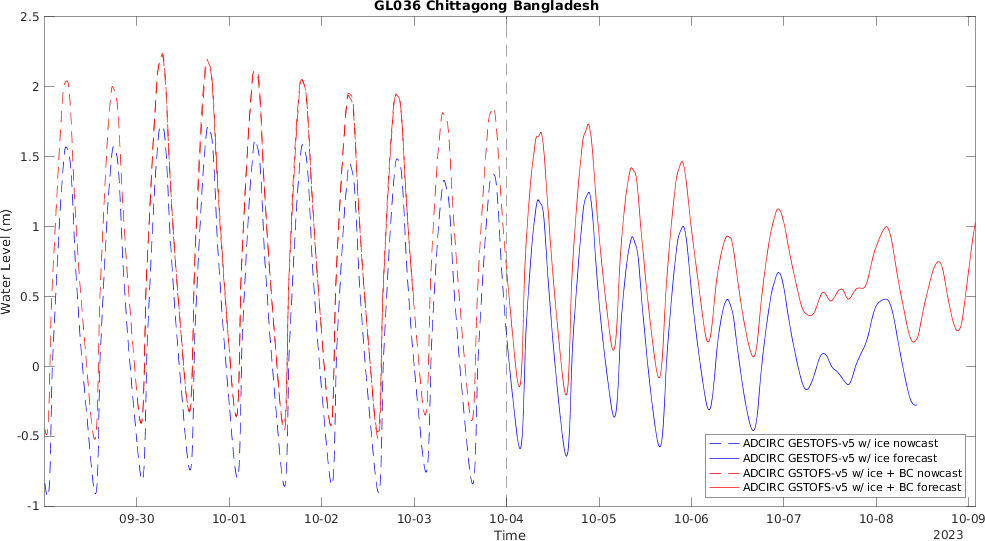 GL036 Chittagong Bangladesh
2.5
2
1.5
1
0.5
0
-0.5
-1
Water Level (m)
09-30
10-01
10-02
10-03
10-04
10-05
10-06
10-07
10-08
10-09
Time
2023
ADCIRC GESTOFS-v5 w/ ice nowcast
ADCIRC GESTOFS-v5 w/ ice forecast
ADCIRC GSTOFS-v5 w/ ice + BC nowcast
ADCIRC GSTOFS-v5 w/ ice + BC forecast